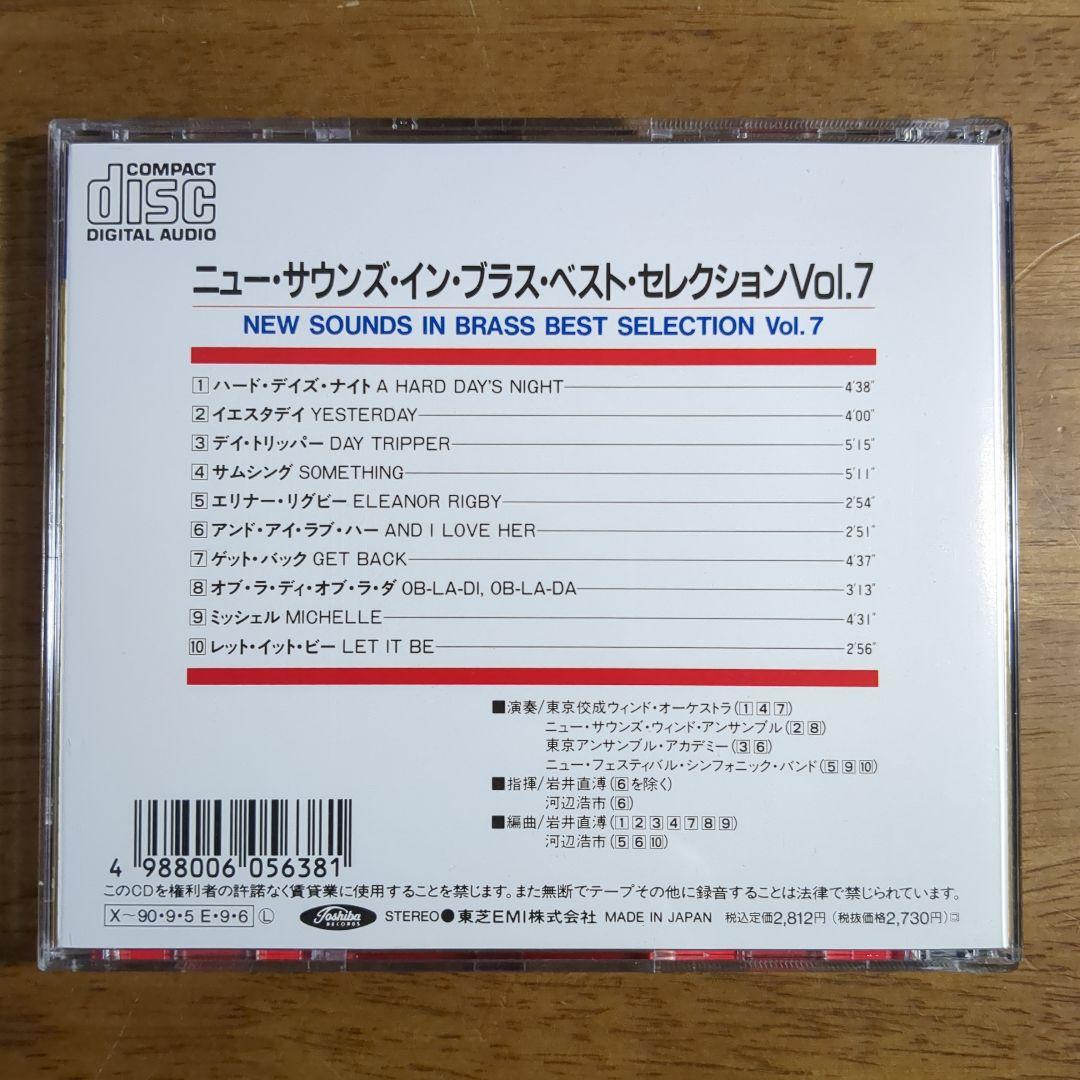 COMPACT
disc
DIGITAL AUDIO
ニュー・サウンズ・イン・ブラス・ベスト・セレクションVol.7
NEW SOUNDS IN BRASS BEST SELECTION Vol.7
1 ハード・デイズ・ナイト A HARD DAY'S NIGHT 4'38"
2 イエスタデイ YESTERDAY 4'00"
3 デイ・トリッパー DAY TRIPPER 5'15"
4 サムシング SOMETHING 5'11"
5 エリナー・リグビー ELEANOR RIGBY 2'54"
6 アンド・アイ・ラブ・ハー AND I LOVE HER 2'51"
7 ゲット・バック GET BACK 4'37"
8 オブ・ラ・ディ・オブ・ラ・ダ OB-LA-DI, OB-LA-DA 3'13"
9 ミッシェル MICHELLE 4'31"
10 レット・イット・ビー LET IT BE 2'56"
■演奏/東京佼成ウィンド・オーケストラ(1 4 7)
ニュー・サウンズ・ウィンド・アンサンブル(2 8)
東京アンサンブル・アカデミー(3 6)
ニュー・フェスティバル・シンフォニック・バンド(5 9 10)
■指揮/岩井直溥(6を除く)
河辺浩市(6)
■編曲/岩井直溥(1 2 3 4 7 8 9)
河辺浩市(5 6 10)
4 988006 056381
このCDを権利者の許諾なく賃貸業に使用することを禁じます。また無断でテープその他に録音することは法律で禁じられています。
X〜90・9・5 E・9・6 Ⓛ Toshiba RECORDS STEREO●東芝EMI株式会社 MADE IN JAPAN 税込定価2,812円(税抜価格2,730円)